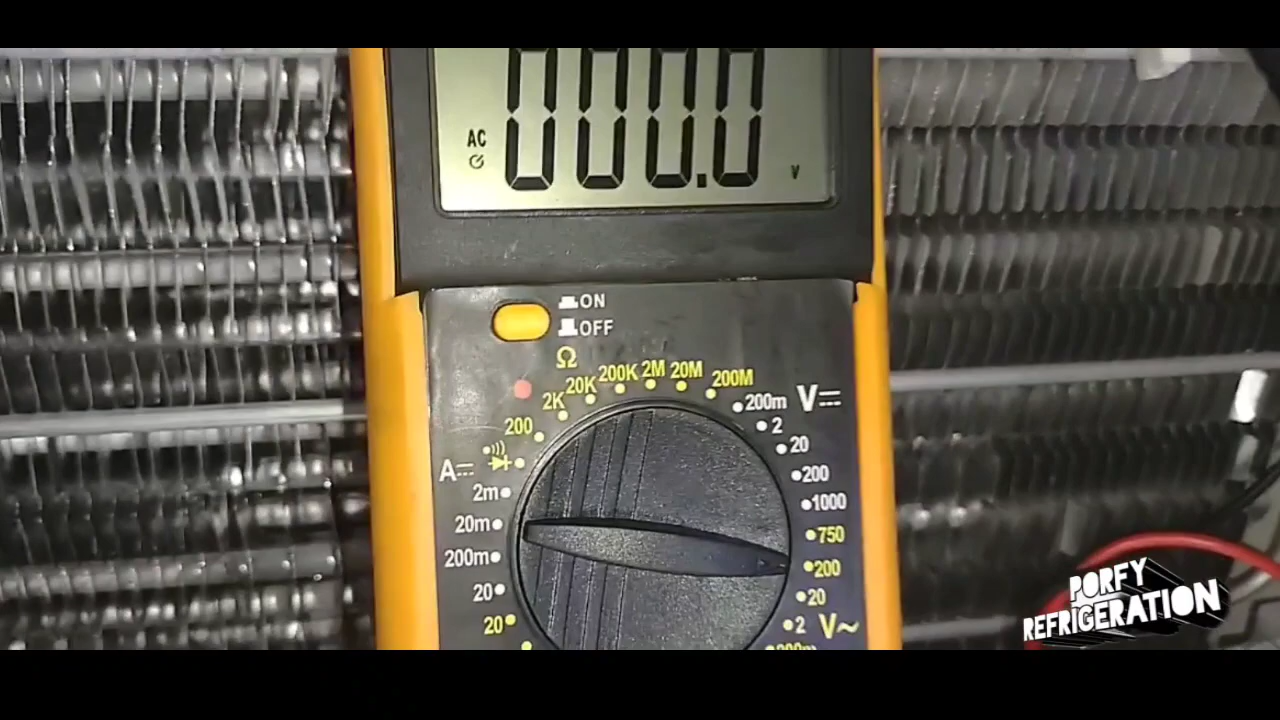 000.0
AC
V
ON
OFF
Ω
200 2K 20K 200K 2M 20M 200M
200m V⎓
2
20
200
1000
750
200
20
2 V~
A⎓
2m
20m
200m
20
20
PORFY
REFRIGERATION